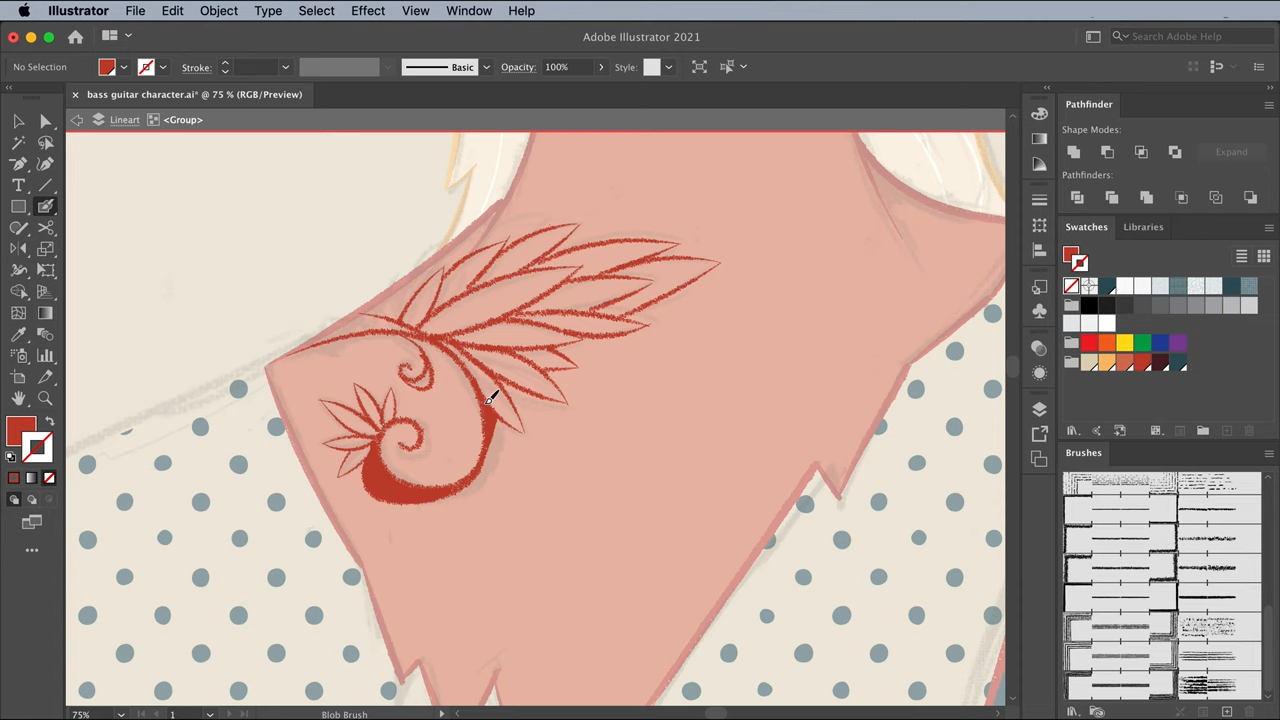 Illustrator File Edit Object Type Select Effect View Window Help
Adobe Illustrator 2021
Search Adobe Help
No Selection Stroke: Basic Opacity: 100% Style:
× bass guitar character.ai* @ 75 % (RGB/Preview)
Lineart <Group>
Pathfinder
Shape Modes:
Expand
Pathfinders:
Swatches Libraries
Brushes
75% 1 Blob Brush